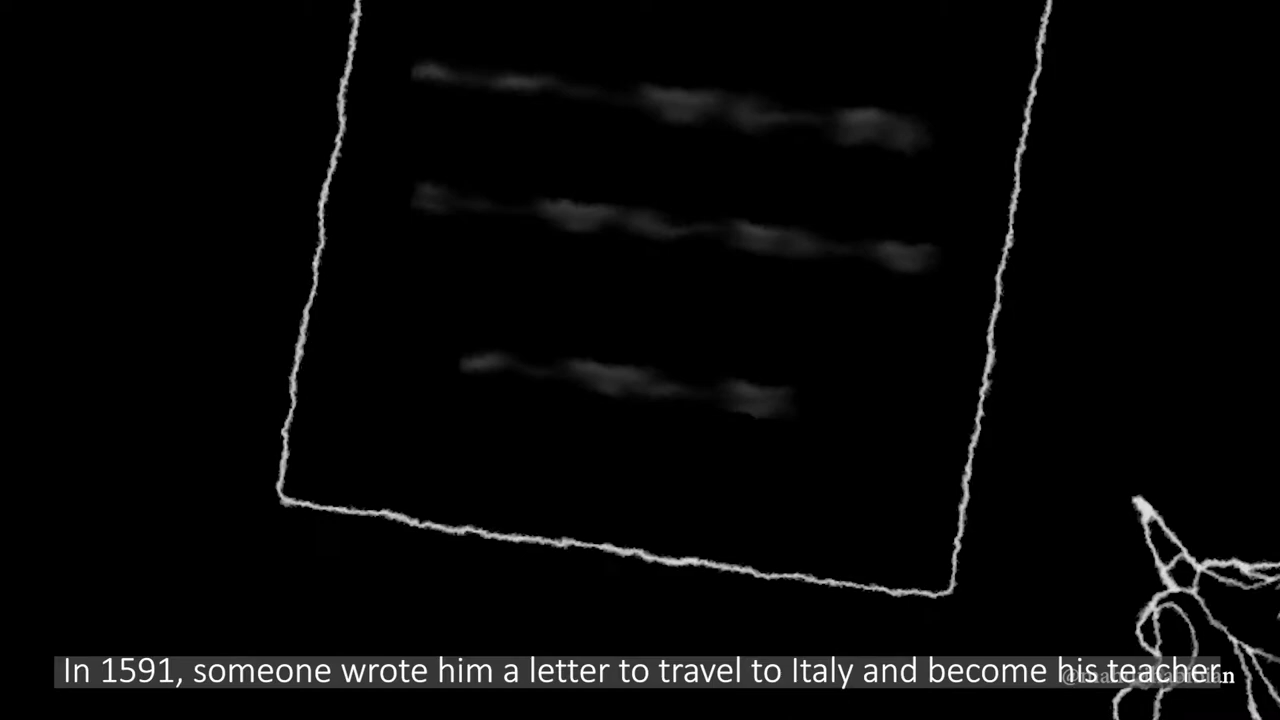 In 1591, someone wrote him a letter to travel to Italy and become his teacher.